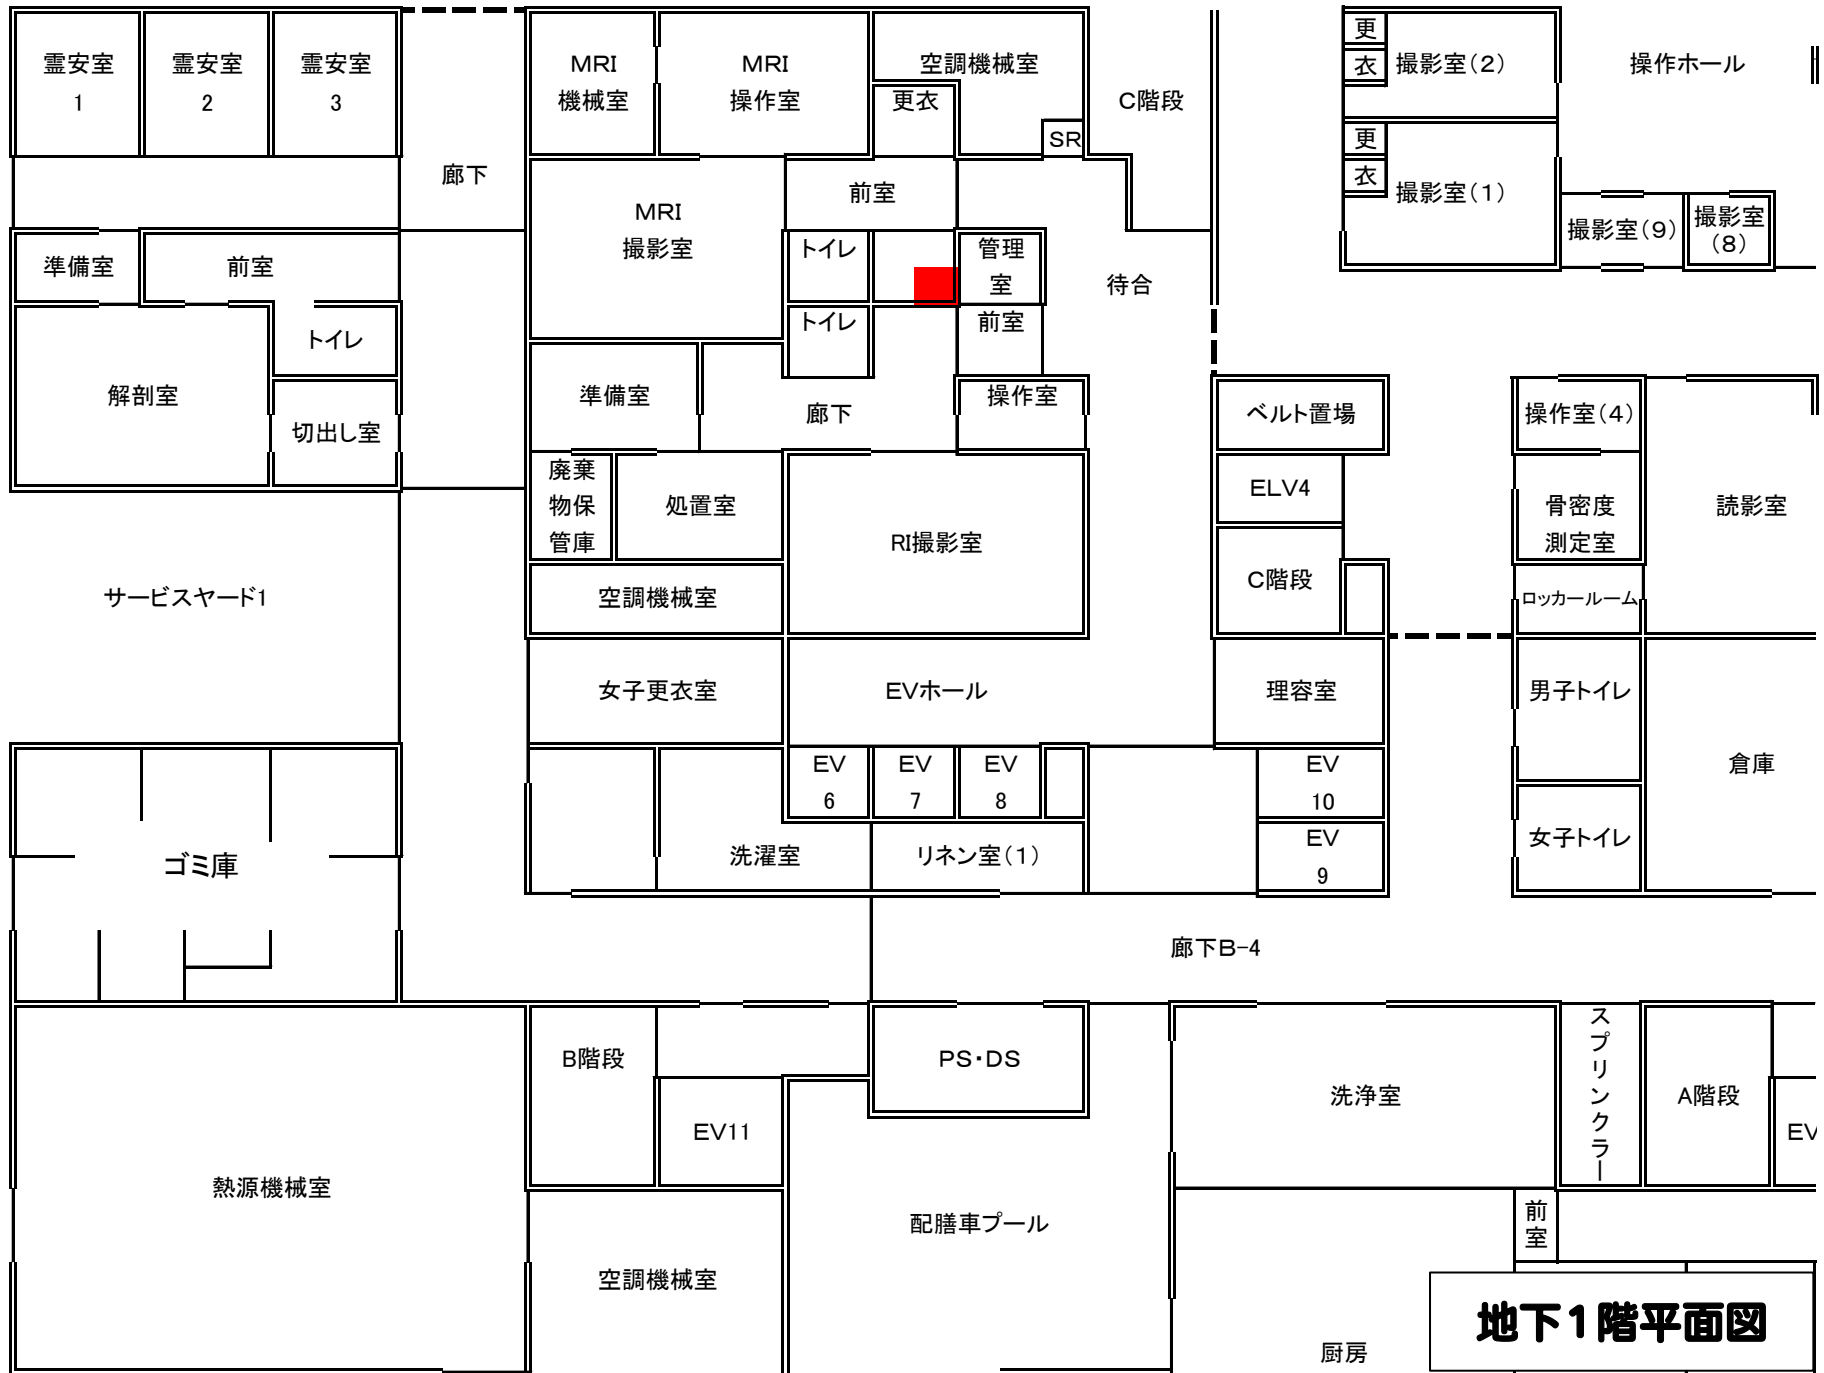 霊安室
1
霊安室
2
霊安室
3
MRI
機械室
MRI
操作室
空調機械室
更衣
SR
C階段
更
衣
撮影室(2)
操作ホール
更
衣
撮影室(1)
撮影室(9)
撮影室
(8)
廊下
MRI
撮影室
前室
準備室
前室
トイレ
管理
室
待合
トイレ
トイレ
前室
解剖室
切出し室
準備室
廊下
操作室
ベルト置場
操作室(4)
廃棄
物保
管庫
処置室
RI撮影室
ELV4
骨密度
測定室
読影室
サービスヤード1
空調機械室
C階段
ロッカールーム
女子更衣室
EVホール
理容室
男子トイレ
倉庫
EV
6
EV
7
EV
8
EV
10
ゴミ庫
洗濯室
リネン室(1)
EV
9
女子トイレ
廊下B-4
B階段
PS・DS
洗浄室
スプリンクラー
A階段
EV11
EV
熱源機械室
空調機械室
配膳車プール
前
室
厨房
地下1階平面図